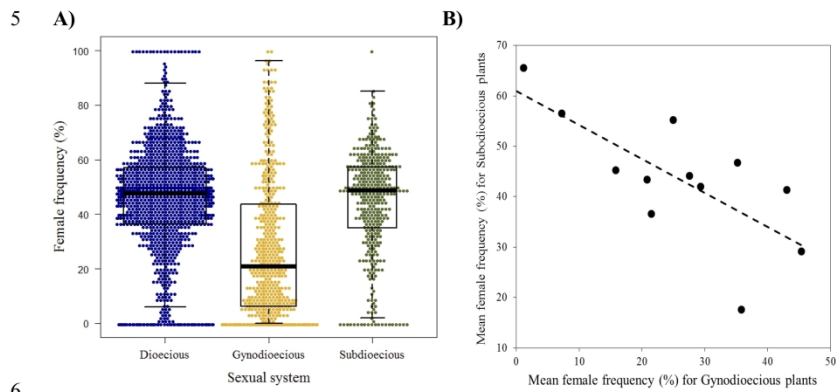 5 A) B)
Female frequency (%)
100
80
60
40
20
0
Dioecious Gynodioecious Subdioecious
Sexual system
Mean female frequency (%) for Subodioecious plants
70
60
50
40
30
20
10
0 10 20 30 40 50
Mean female frequency (%) for Gynodioecious plants
6